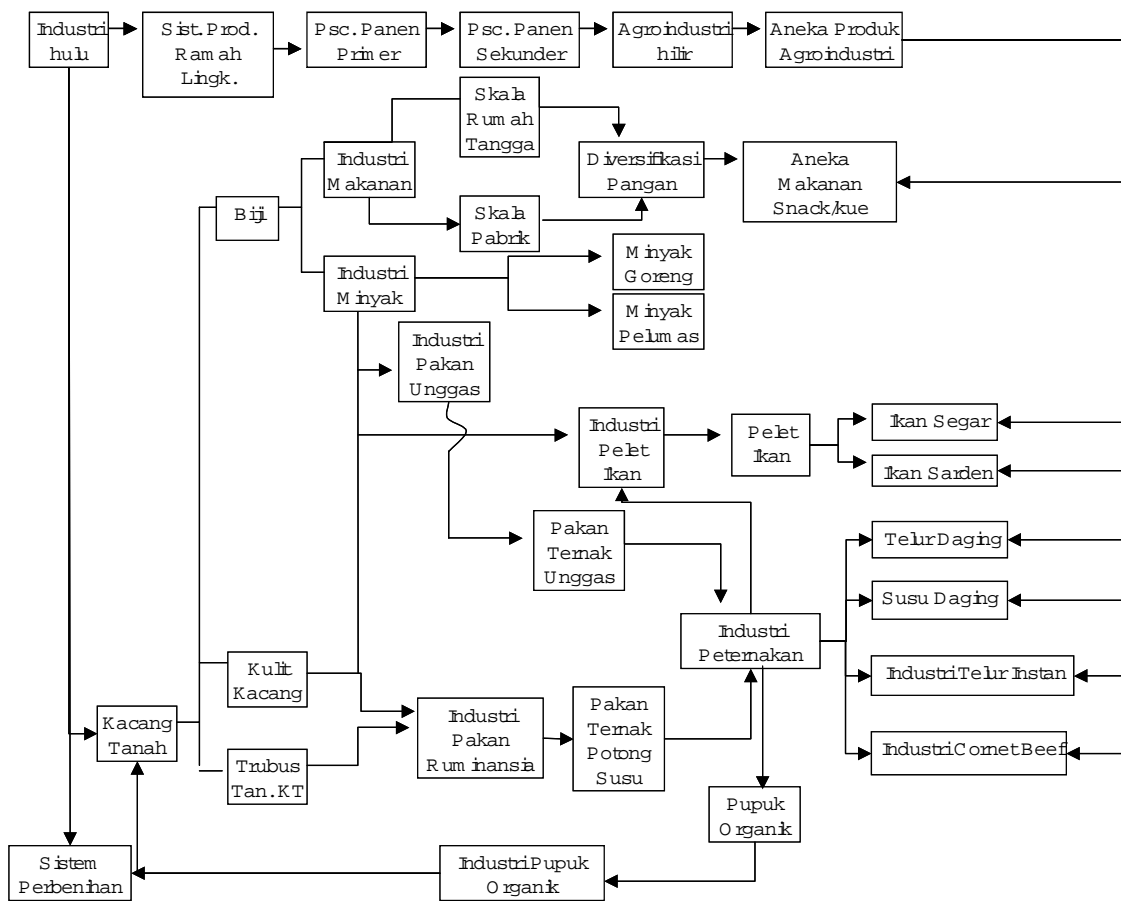 Industri
hulu
Sist. Prod.
Ramah
Lingk.
Psc. Panen
Primer
Psc. Panen
Sekunder
Agroindustri
hilir
Aneka Produk
Agroindustri
Skala
Rumah
Tangga
Industri
Makanan
Diversifikasi
Pangan
Aneka
Makanan
Snack/kue
Biji
Skala
Pabrik
Industri
Minyak
Minyak
Goreng
Minyak
Pelumas
Industri
Pakan
Unggas
Industri
Pelet
Ikan
Pelet
Ikan
Ikan Segar
Ikan Sarden
Pakan
Ternak
Unggas
Telur Daging
Susu Daging
Industri
Peternakan
Kulit
Kacang
Industri Telur Instan
Kacang
Tanah
Industri
Pakan
Ruminansia
Pakan
Ternak
Potong
Susu
Industri Cornet Beef
Trubus
Tan. KT
Pupuk
Organik
Sistem
Perbenihan
Industri Pupuk
Organik